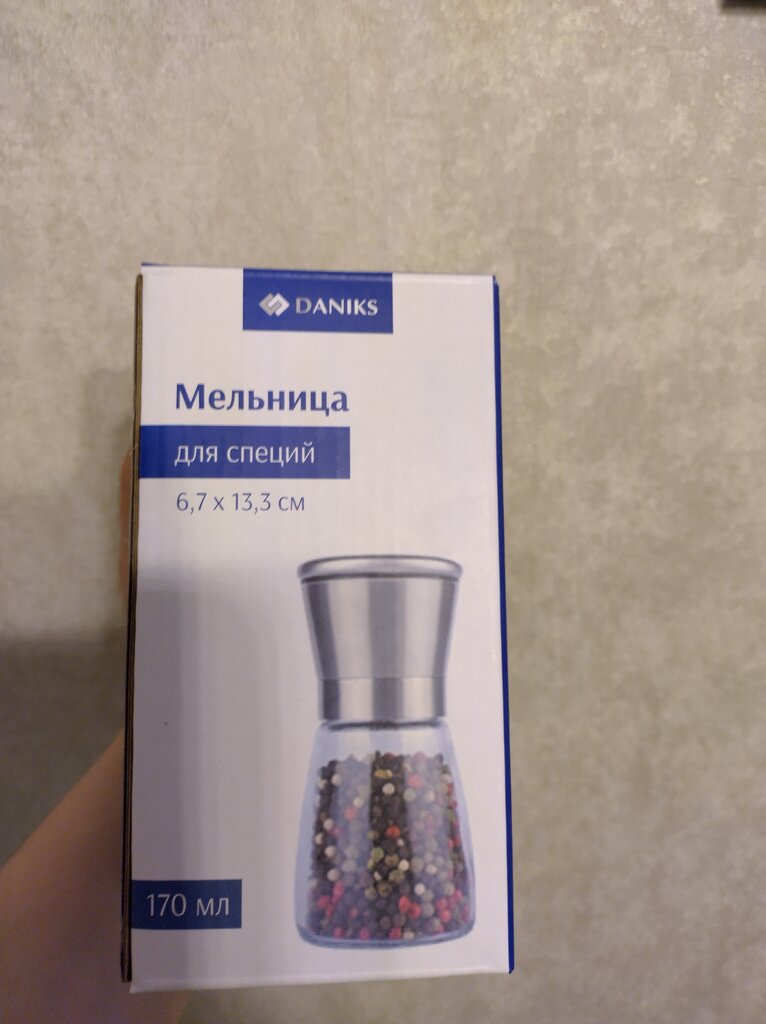 DANIKS
Мельница
для специй
6,7 x 13,3 см
170 мл